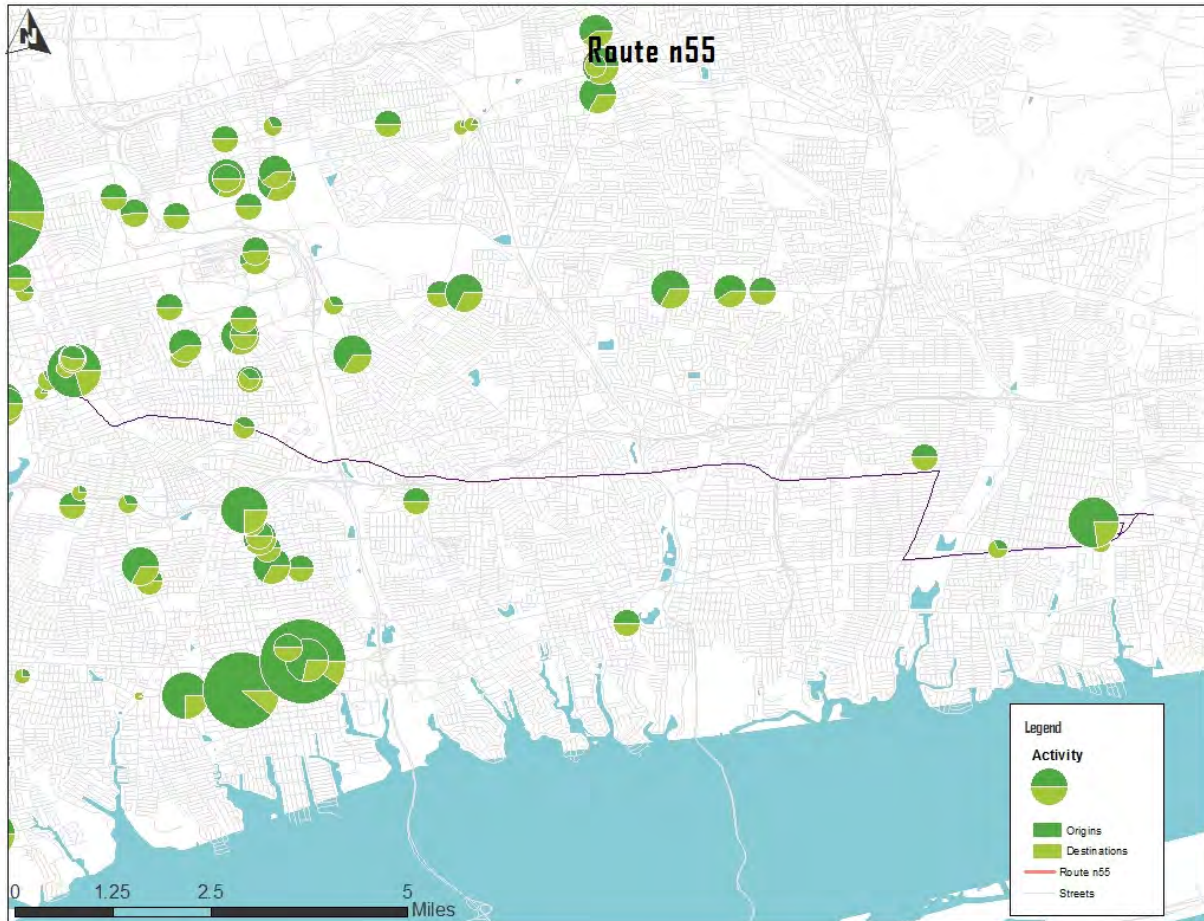 N
Route n55
Legend
Activity
Origins
Destinations
Route n55
Streets
0 1.25 2.5 5
Miles